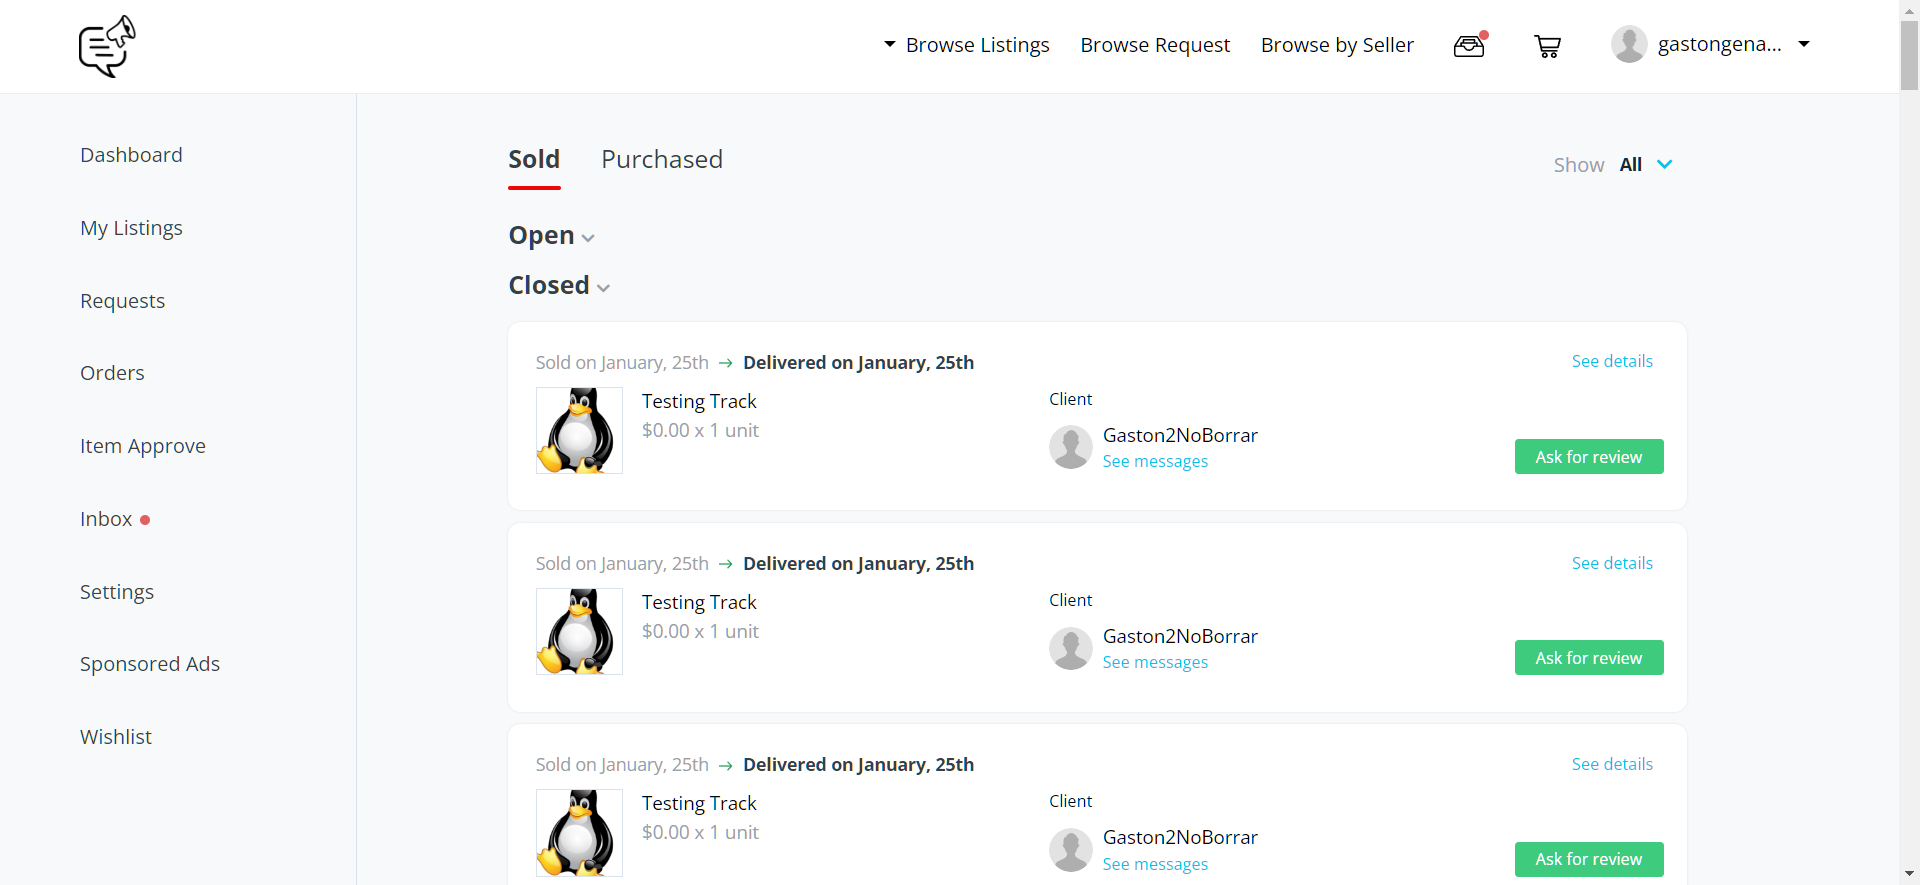 Browse Listings
Browse Request
Browse by Seller
gastongena...
Dashboard
My Listings
Requests
Orders
Item Approve
Inbox
Settings
Sponsored Ads
Wishlist
Sold
Purchased
Show All
Open
Closed
Sold on January, 25th → Delivered on January, 25th
See details
Testing Track
$0.00 x 1 unit
Client
Gaston2NoBorrar
See messages
Ask for review
Sold on January, 25th → Delivered on January, 25th
See details
Testing Track
$0.00 x 1 unit
Client
Gaston2NoBorrar
See messages
Ask for review
Sold on January, 25th → Delivered on January, 25th
See details
Testing Track
$0.00 x 1 unit
Client
Gaston2NoBorrar
See messages
Ask for review